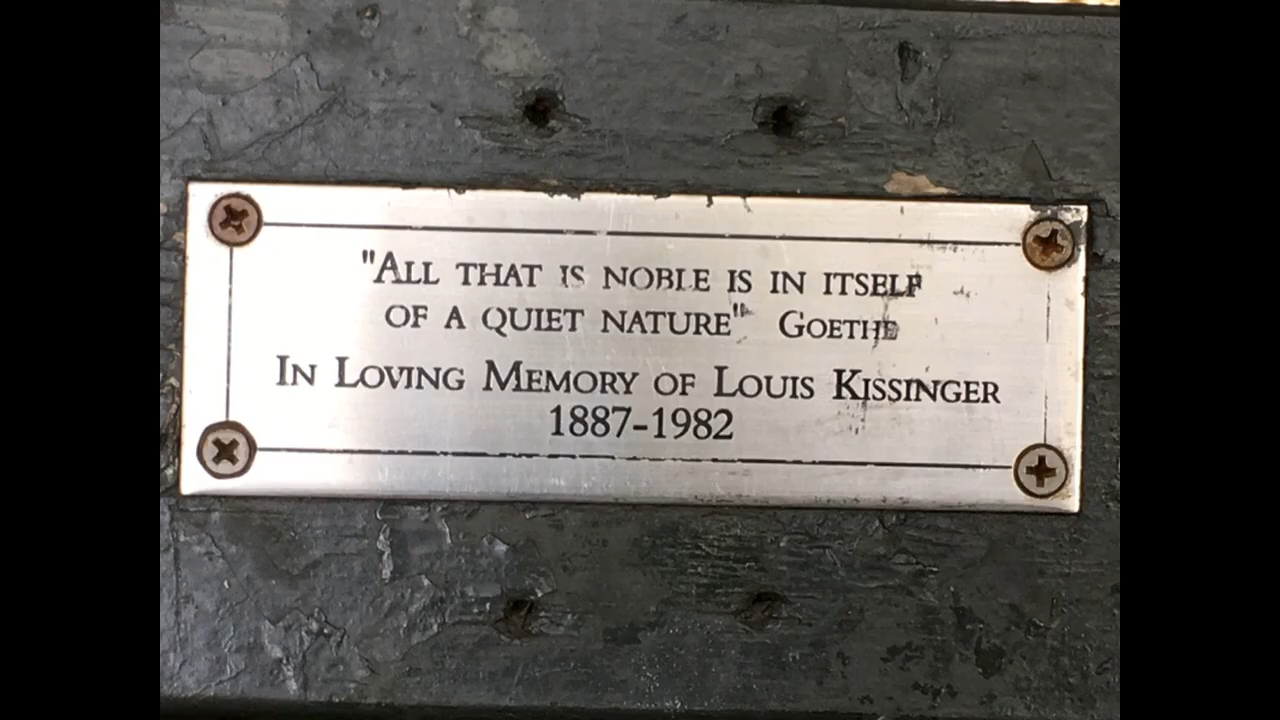 "ALL THAT IS NOBLE IS IN ITSELF
OF A QUIET NATURE" GOETHE
IN LOVING MEMORY OF LOUIS KISSINGER
1887-1982